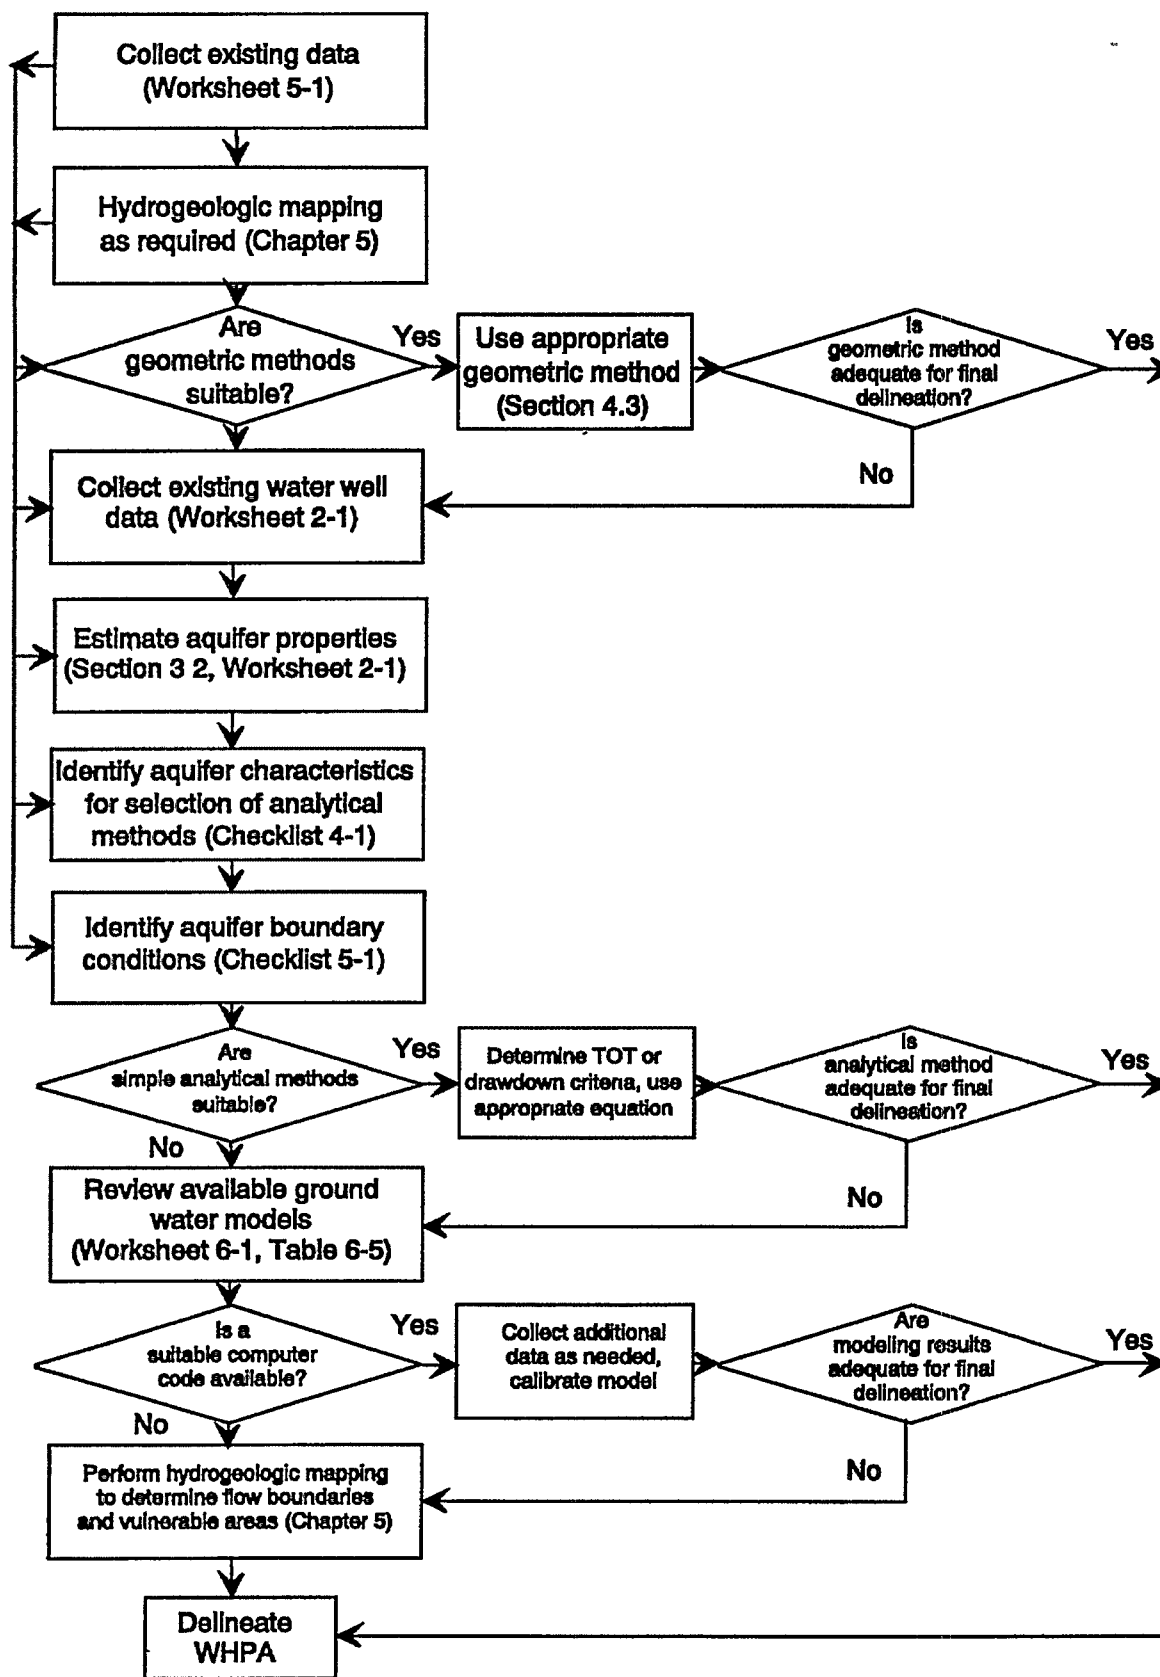 Collect existing data
(Worksheet 5-1)
Hydrogeologic mapping
as required (Chapter 5)
Are
geometric methods
suitable?
Yes
Use appropriate
geometric method
(Section 4.3)
Is
geometric method
adequate for final
delineation?
Yes
No
Collect existing water well
data (Worksheet 2-1)
Estimate aquifer properties
(Section 3 2, Worksheet 2-1)
Identify aquifer characteristics
for selection of analytical
methods (Checklist 4-1)
Identify aquifer boundary
conditions (Checklist 5-1)
Are
simple analytical methods
suitable?
Yes
Determine TOT or
drawdown criteria, use
appropriate equation
Is
analytical method
adequate for final
delineation?
Yes
No
No
Review available ground
water models
(Worksheet 6-1, Table 6-5)
Is a
suitable computer
code available?
Yes
Collect additional
data as needed,
calibrate model
Are
modeling results
adequate for final
delineation?
Yes
No
No
Perform hydrogeologic mapping
to determine flow boundaries
and vulnerable areas (Chapter 5)
Delineate
WHPA